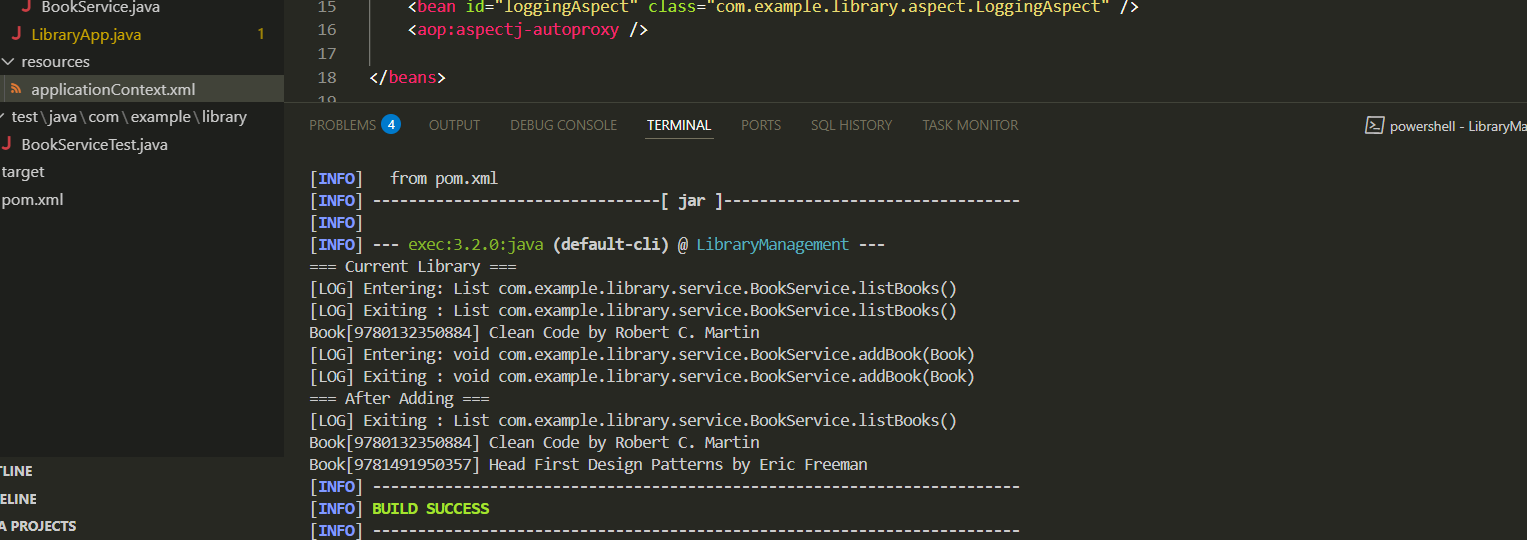 BookService.java
LibraryApp.java 1
resources
applicationContext.xml
test\java\com\example\library
BookServiceTest.java
target
pom.xml
TLINE
ELINE
A PROJECTS
15 <bean id="loggingAspect" class="com.example.library.aspect.LoggingAspect" />
16 <aop:aspectj-autoproxy />
17
18 </beans>
19
PROBLEMS 4 OUTPUT DEBUG CONSOLE TERMINAL PORTS SQL HISTORY TASK MONITOR powershell - LibraryMa
[INFO]   from pom.xml
[INFO] --------------------------------[ jar ]---------------------------------
[INFO]
[INFO] --- exec:3.2.0:java (default-cli) @ LibraryManagement ---
=== Current Library ===
[LOG] Entering: List com.example.library.service.BookService.listBooks()
[LOG] Exiting : List com.example.library.service.BookService.listBooks()
Book[9780132350884] Clean Code by Robert C. Martin
[LOG] Entering: void com.example.library.service.BookService.addBook(Book)
[LOG] Exiting : void com.example.library.service.BookService.addBook(Book)
=== After Adding ===
[LOG] Exiting : List com.example.library.service.BookService.listBooks()
Book[9780132350884] Clean Code by Robert C. Martin
Book[9781491950357] Head First Design Patterns by Eric Freeman
[INFO] ------------------------------------------------------------------------
[INFO] BUILD SUCCESS
[INFO] ------------------------------------------------------------------------